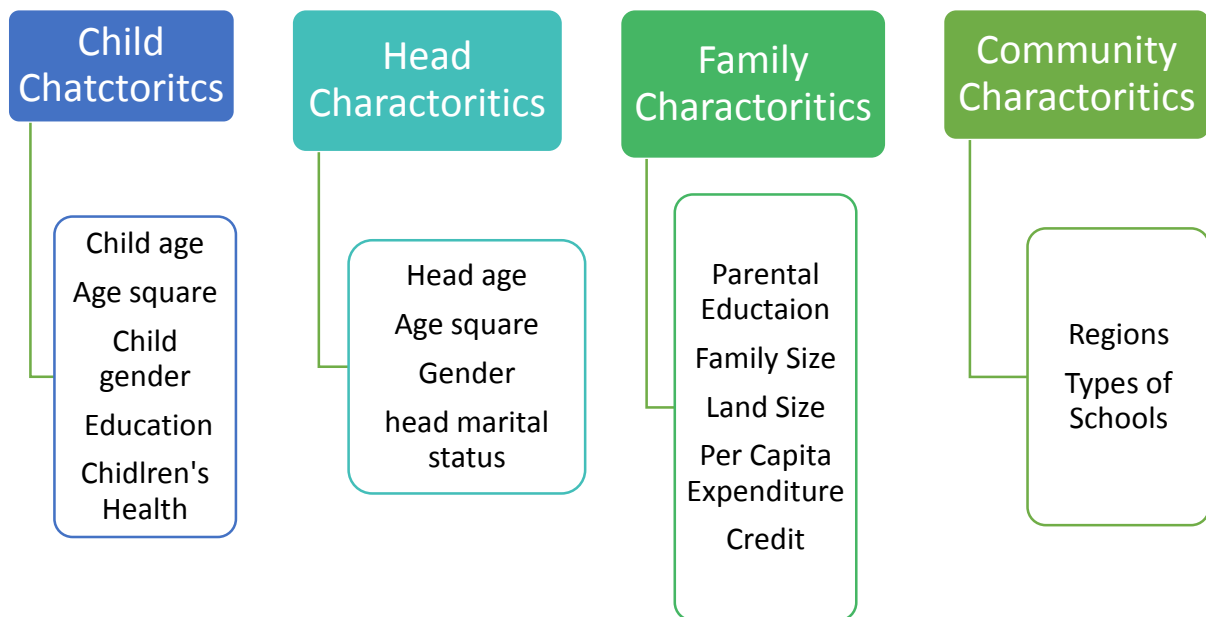 Child
Chatctoritcs
Child age
Age square
Child
gender
Education
Chidlren's
Health
Head
Charactoritics
Head age
Age square
Gender
head marital
status
Family
Charactoritics
Parental
Eductaion
Family Size
Land Size
Per Capita
Expenditure
Credit
Community
Charactoritics
Regions
Types of
Schools